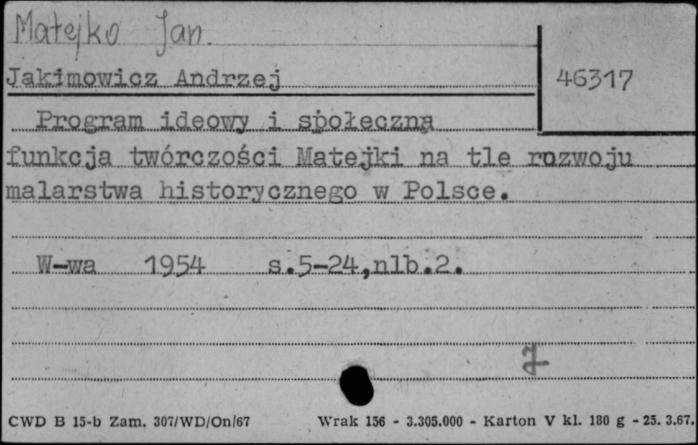 Matejko Jan.
Jakimowicz Andrzej
46317
Program ideowy i społeczną
funkcja twórczości Matejki na tle rozwoju
malarstwa historycznego w Polsce.
W-wa 1954 s.5-24,nlb.2.
CWD B 15-b Zam. 307/WD/On/67 Wrak 156 - 3.305.000 - Karton V kl. 180 g - 25. 3.67.